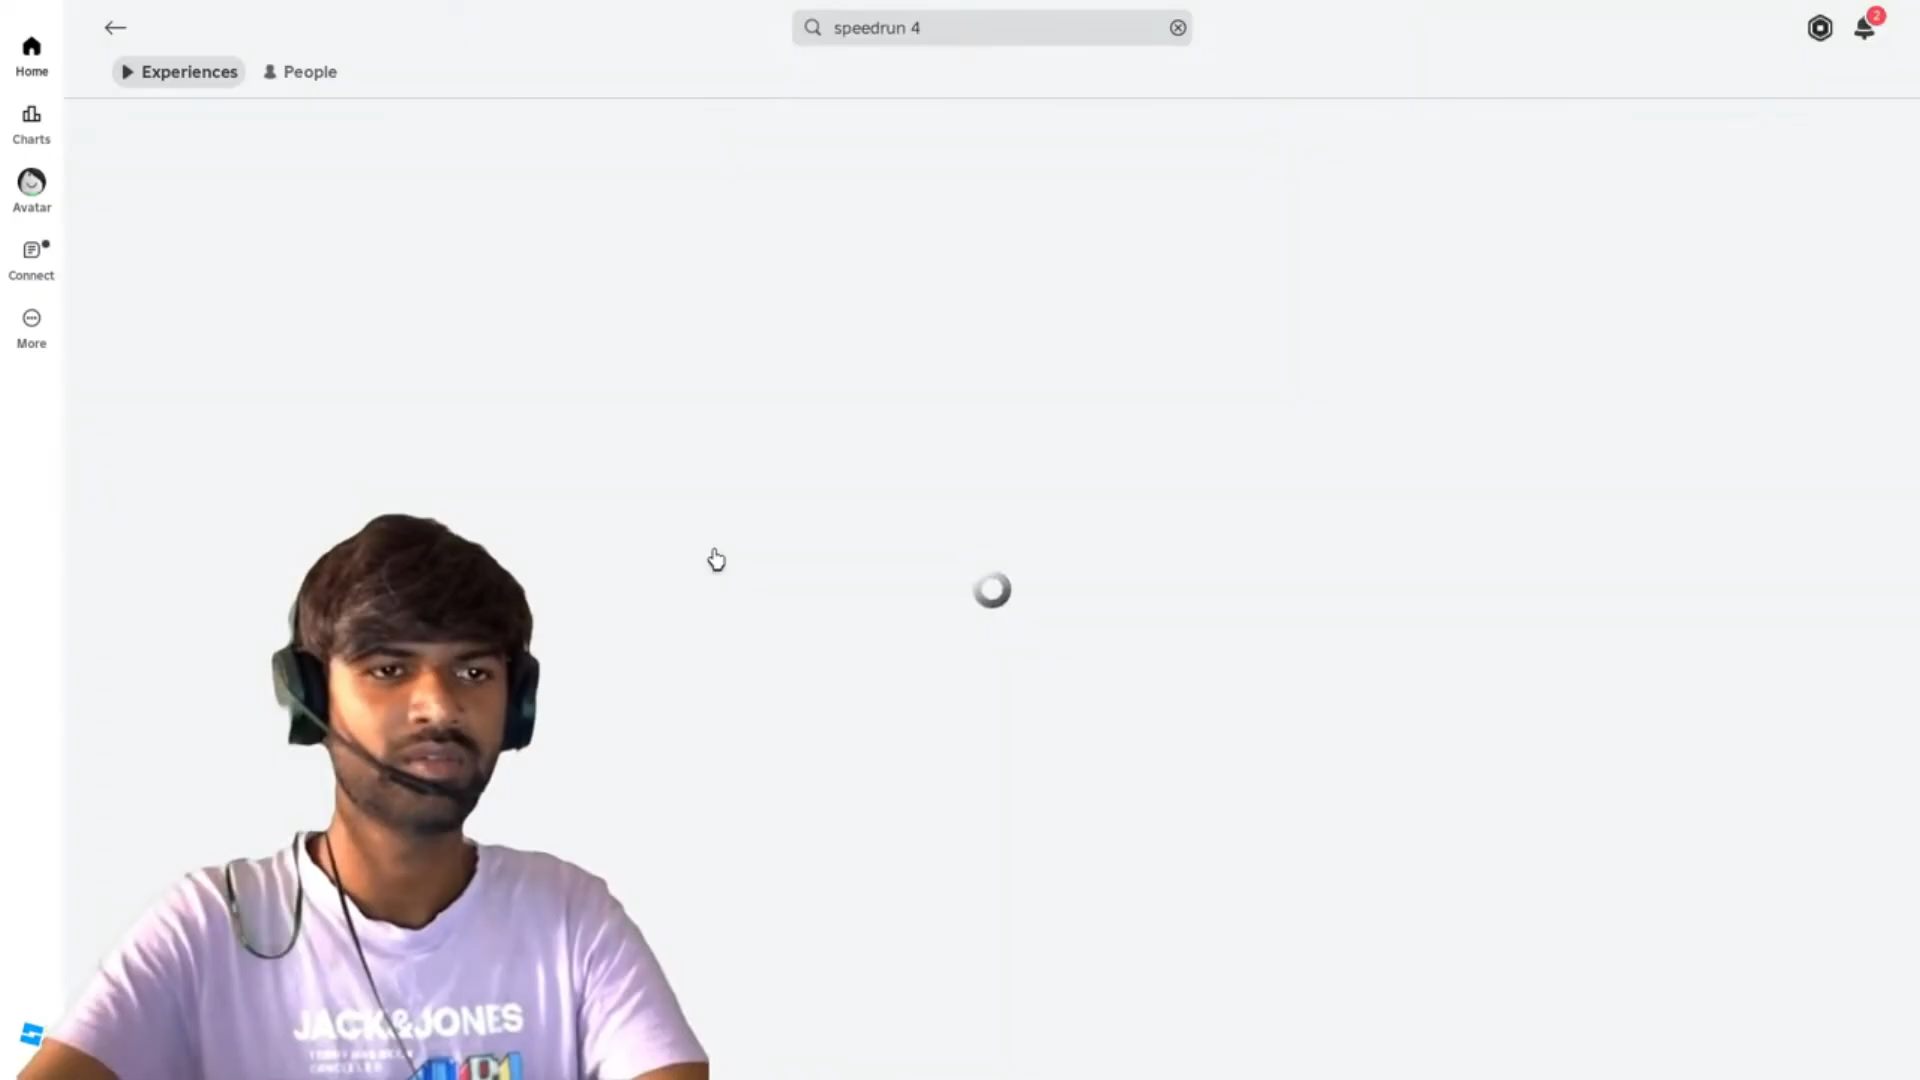 speedrun 4
2
Home
Experiences
People
Charts
Avatar
Connect
More
JACK&JONES